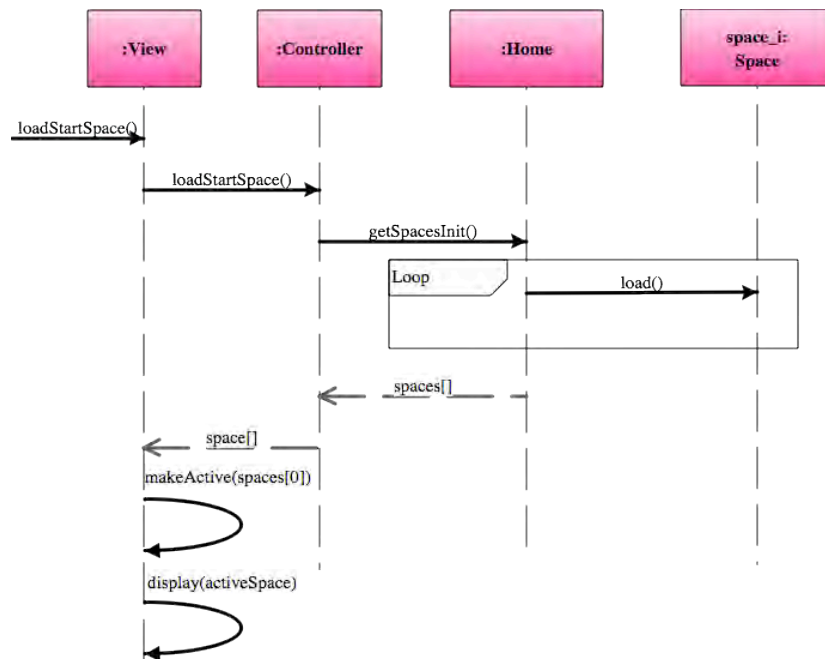 :View
:Controller
:Home
space_i:
Space
loadStartSpace()
loadStartSpace()
getSpacesInit()
Loop
load()
spaces[]
space[]
makeActive(spaces[0])
display(activeSpace)